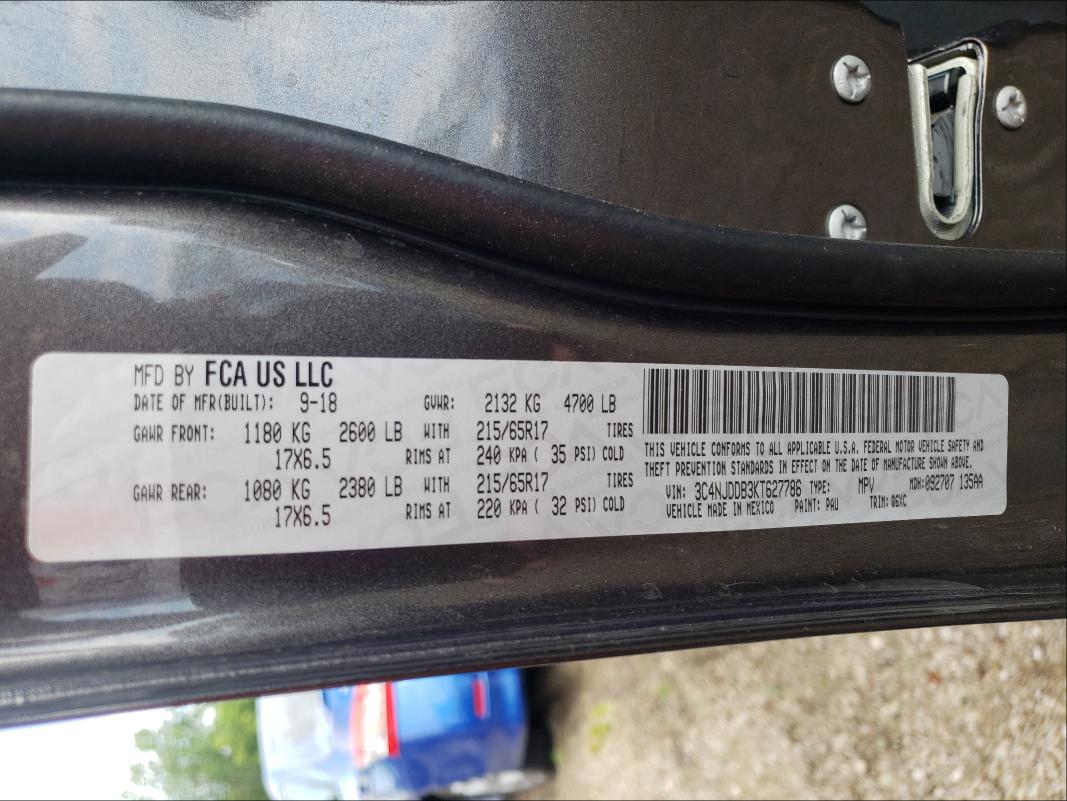 MFD BY FCA US LLC
DATE OF MFR(BUILT): 9-18 GVWR: 2132 KG 4700 LB
GAWR FRONT: 1180 KG 2600 LB WITH 215/65R17 TIRES
17X6.5 RIMS AT 240 KPA ( 35 PSI) COLD
GAWR REAR: 1080 KG 2380 LB WITH 215/65R17 TIRES
17X6.5 RIMS AT 220 KPA ( 32 PSI) COLD
THIS VEHICLE CONFORMS TO ALL APPLICABLE U.S.A. FEDERAL MOTOR VEHICLE SAFETY AND
THEFT PREVENTION STANDARDS IN EFFECT ON THE DATE OF MANUFACTURE SHOWN ABOVE.
VIN: 3C4NJDDB3KT627786 TYPE: MPV MDH:092707 135AA
VEHICLE MADE IN MEXICO PAINT: PAU TRIM: Q6XC